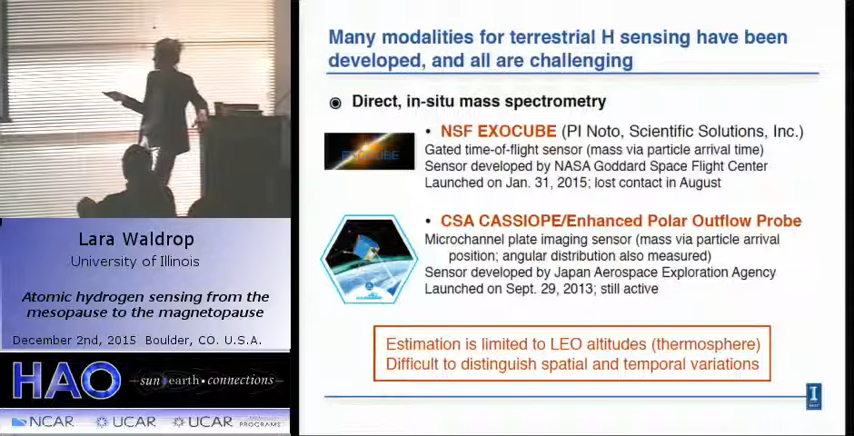 Many modalities for terrestrial H sensing have been
developed, and all are challenging
Direct, in-situ mass spectrometry
• NSF EXOCUBE (PI Noto, Scientific Solutions, Inc.)
Gated time-of-flight sensor (mass via particle arrival time)
Sensor developed by NASA Goddard Space Flight Center
Launched on Jan. 31, 2015; lost contact in August
EXOCUBE
• CSA CASSIOPE/Enhanced Polar Outflow Probe
Microchannel plate imaging sensor (mass via particle arrival
position; angular distribution also measured)
Sensor developed by Japan Aerospace Exploration Agency
Launched on Sept. 29, 2013; still active
Estimation is limited to LEO altitudes (thermosphere)
Difficult to distinguish spatial and temporal variations
I
Lara Waldrop
University of Illinois
Atomic hydrogen sensing from the
mesopause to the magnetopause
December 2nd, 2015 Boulder, CO. U.S.A.
HAO —sun earth • connections—
NCAR UCAR UCAR PROGRAMS